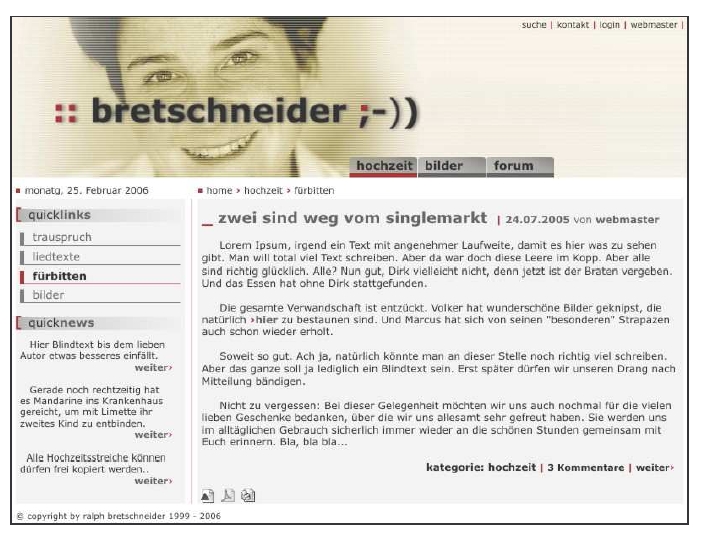 suche | kontakt | login | webmaster |
:: bretschneider ;-))
hochzeit bilder forum
monatg, 25. Februar 2006
home › hochzeit › fürbitten
quicklinks
trauspruch
liedtexte
fürbitten
bilder
quicknews
Hier Blindtext bis dem lieben
Autor etwas besseres einfällt.
weiter›
Gerade noch rechtzeitig hat
es Mandarine ins Krankenhaus
gereicht, um mit Limette ihr
zweites Kind zu entbinden.
weiter›
Alle Hochzeitsstreiche können
dürfen frei kopiert werden..
weiter›
_ zwei sind weg vom singlemarkt | 24.07.2005 von webmaster
Lorem Ipsum, irgend ein Text mit angenehmer Laufweite, damit es hier was zu sehen
gibt. Man will total viel Text schreiben. Aber da war doch diese Leere im Kopp. Aber alle
sind richtig glücklich. Alle? Nun gut, Dirk vielleicht nicht, denn jetzt ist der Braten vergeben.
Und das Essen hat ohne Dirk stattgefunden.
Die gesamte Verwandschaft ist entzückt. Volker hat wunderschöne Bilder geknipst, die
natürlich ›hier zu bestaunen sind. Und Marcus hat sich von seinen "besonderen" Strapazen
auch schon wieder erholt.
Soweit so gut. Ach ja, natürlich könnte man an dieser Stelle noch richtig viel schreiben.
Aber das ganze soll ja lediglich ein Blindtext sein. Erst später dürfen wir unseren Drang nach
Mitteilung bändigen.
Nicht zu vergessen: Bei dieser Gelegenheit möchten wir uns auch nochmal für die vielen
lieben Geschenke bedanken, über die wir uns allesamt sehr gefreut haben. Sie werden uns
im alltäglichen Gebrauch sicherlich immer wieder an die schönen Stunden gemeinsam mit
Euch erinnern. Bla, bla bla...
kategorie: hochzeit | 3 Kommentare | weiter›
© copyright by ralph bretschneider 1999 - 2006